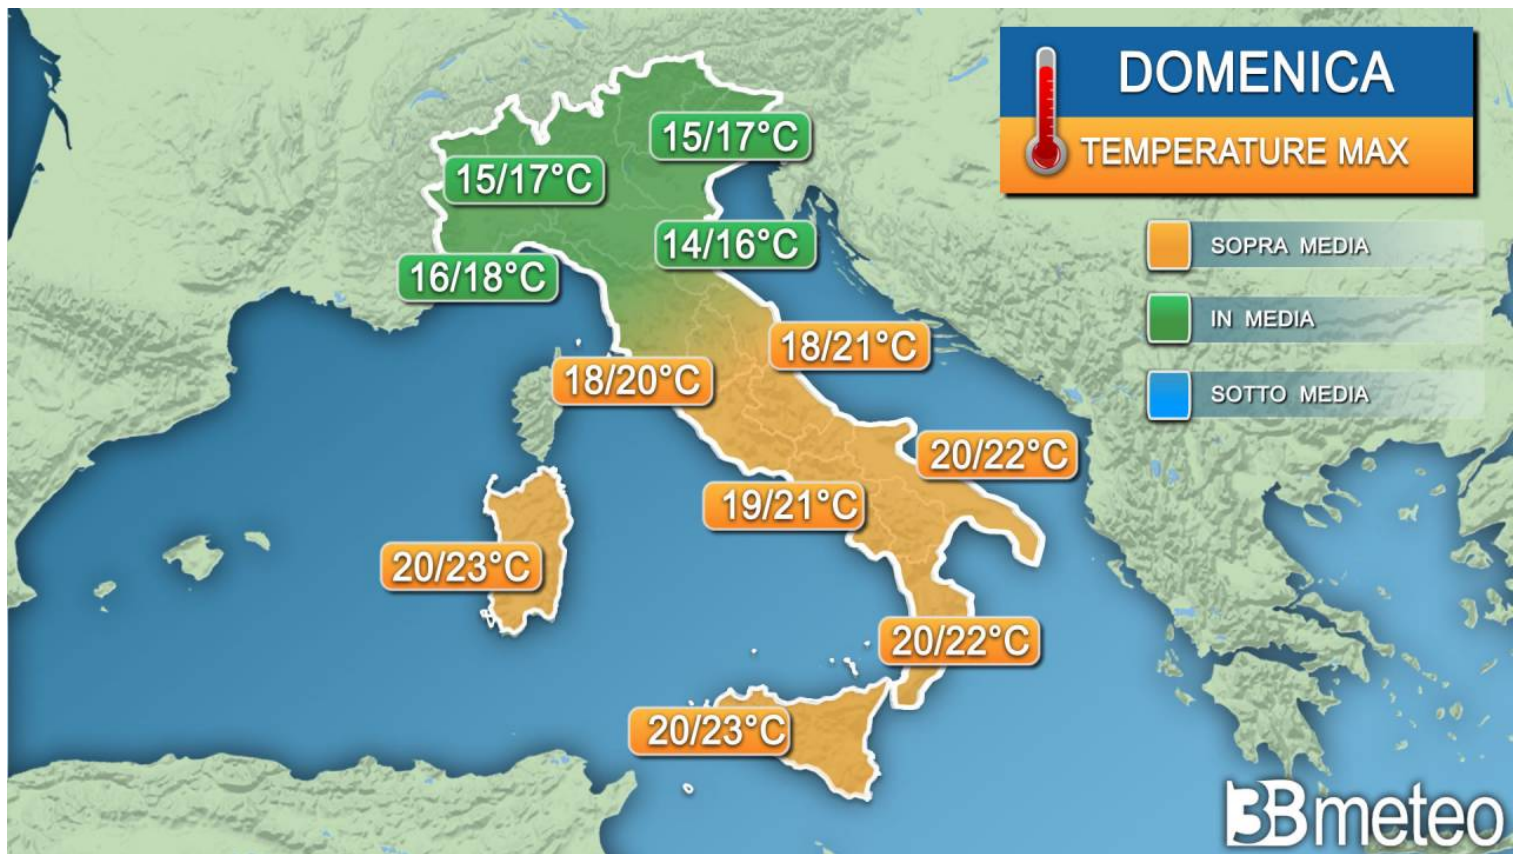 DOMENICA
TEMPERATURE MAX
15/17°C
15/17°C
14/16°C
16/18°C
SOPRA MEDIA
IN MEDIA
SOTTO MEDIA
18/21°C
18/20°C
20/22°C
19/21°C
20/23°C
20/22°C
20/23°C
3Bmeteo